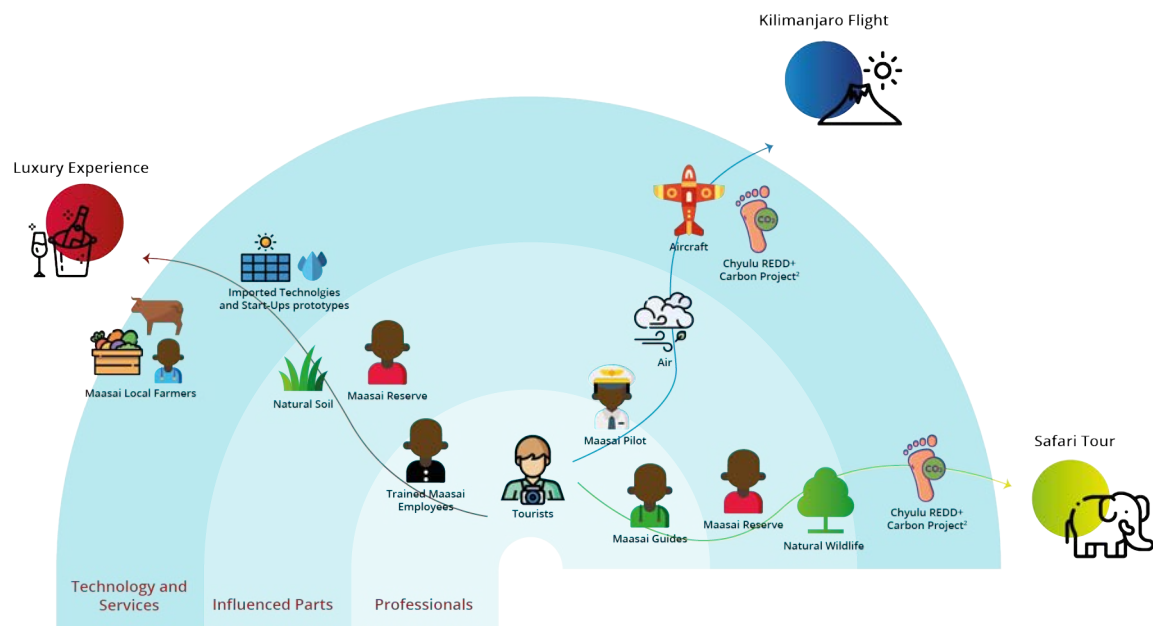 Kilimanjaro Flight
Luxury Experience
Aircraft
CO₂
Chyulu REDD+
Carbon Project²
Imported Technolgies
and Start-Ups prototypes
Air
Maasai Local Farmers
Natural Soil
Maasai Reserve
Maasai Pilot
Safari Tour
Trained Maasai
Employees
Tourists
Maasai Guides
Maasai Reserve
Natural Wildlife
CO₂
Chyulu REDD+
Carbon Project²
Technology and
Services
Influenced Parts
Professionals